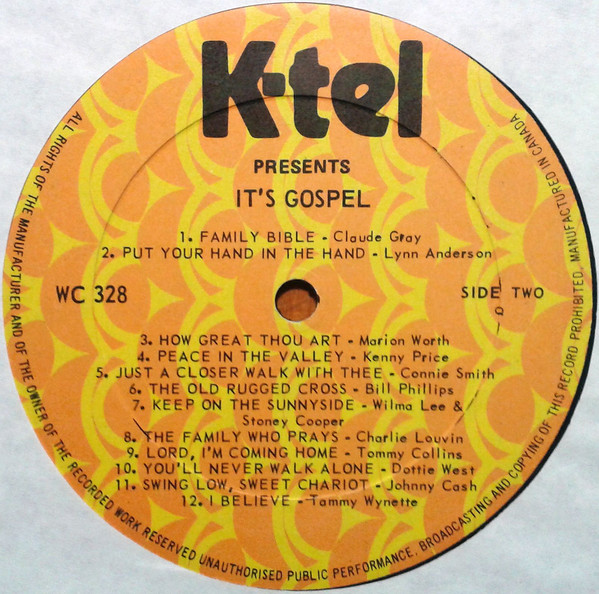 K-tel
PRESENTS
IT'S GOSPEL
1. FAMILY BIBLE - Claude Gray
2. PUT YOUR HAND IN THE HAND - Lynn Anderson
WC 328
SIDE TWO
3. HOW GREAT THOU ART - Marion Worth
4. PEACE IN THE VALLEY - Kenny Price
5. JUST A CLOSER WALK WITH THEE - Connie Smith
6. THE OLD RUGGED CROSS - Bill Phillips
7. KEEP ON THE SUNNYSIDE - Wilma Lee &
Stoney Cooper
8. THE FAMILY WHO PRAYS - Charlie Louvin
9. LORD, I'M COMING HOME - Tommy Collins
10. YOU'LL NEVER WALK ALONE - Dottie West
11. SWING LOW, SWEET CHARIOT - Johnny Cash
12. I BELIEVE - Tammy Wynette
ALL RIGHTS OF THE MANUFACTURER AND OF THE OWNER OF THE RECORDED WORK RESERVED UNAUTHORISED PUBLIC PERFORMANCE, BROADCASTING AND COPYING OF THIS RECORD PROHIBITED. MANUFACTURED IN CANADA